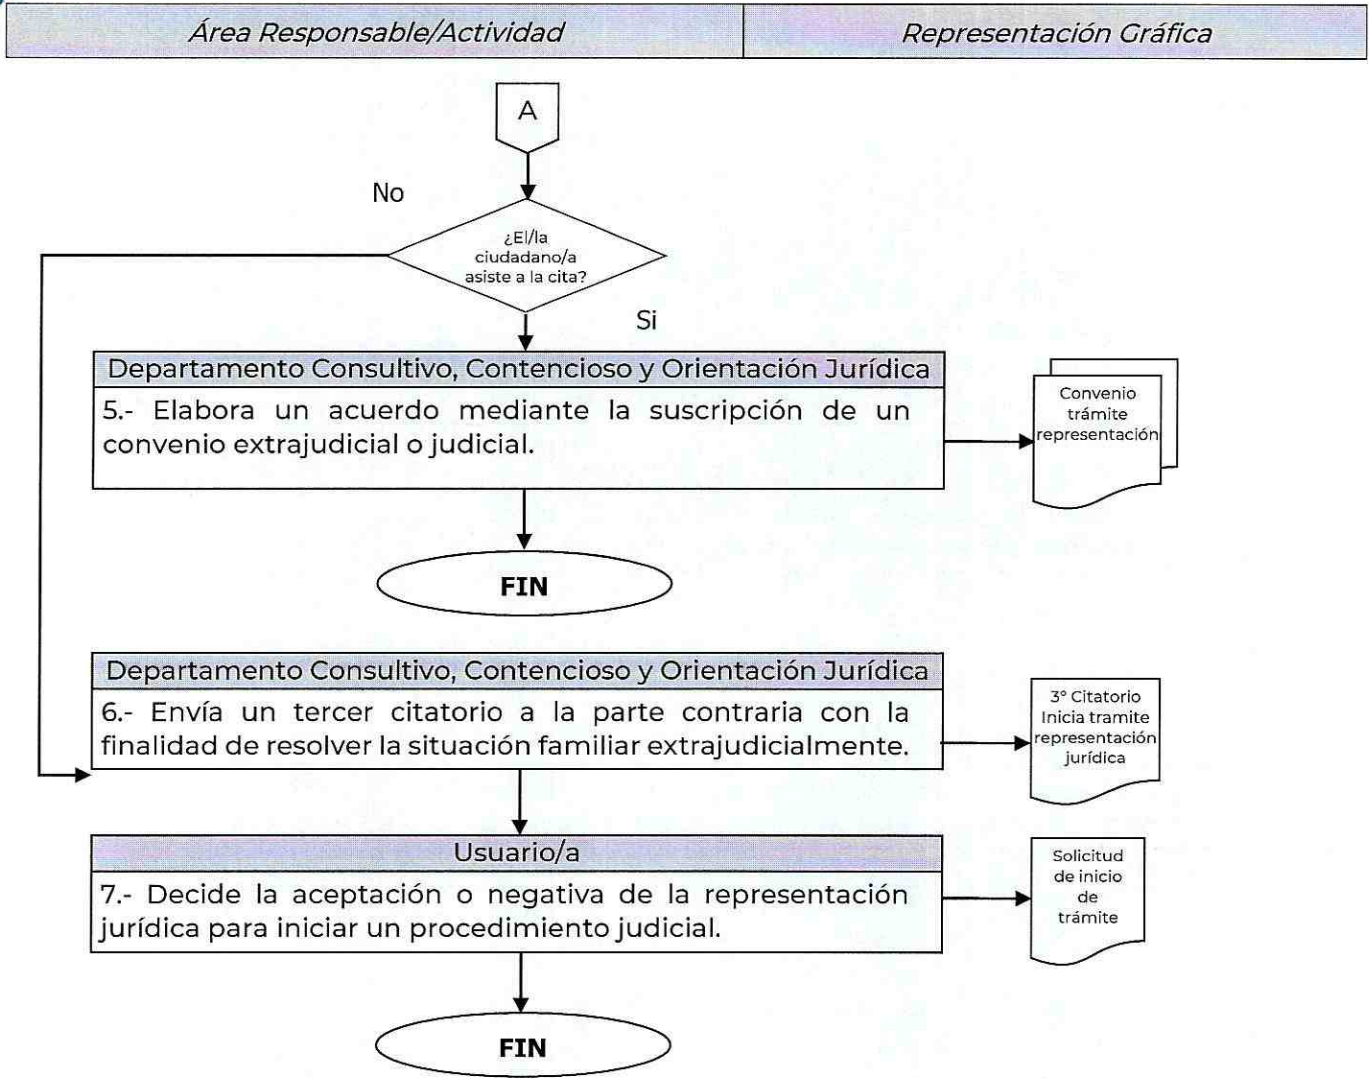 Área Responsable/Actividad
Representación Gráfica
A
No
¿El/la
ciudadano/a
asiste a la cita?
Si
Departamento Consultivo, Contencioso y Orientación Jurídica
5.- Elabora un acuerdo mediante la suscripción de un
convenio extrajudicial o judicial.
Convenio
trámite
representación
FIN
Departamento Consultivo, Contencioso y Orientación Jurídica
6.- Envía un tercer citatorio a la parte contraria con la
finalidad de resolver la situación familiar extrajudicialmente.
3° Citatorio
Inicia tramite
representación
jurídica
Usuario/a
7.- Decide la aceptación o negativa de la representación
jurídica para iniciar un procedimiento judicial.
Solicitud
de inicio
de
trámite
FIN